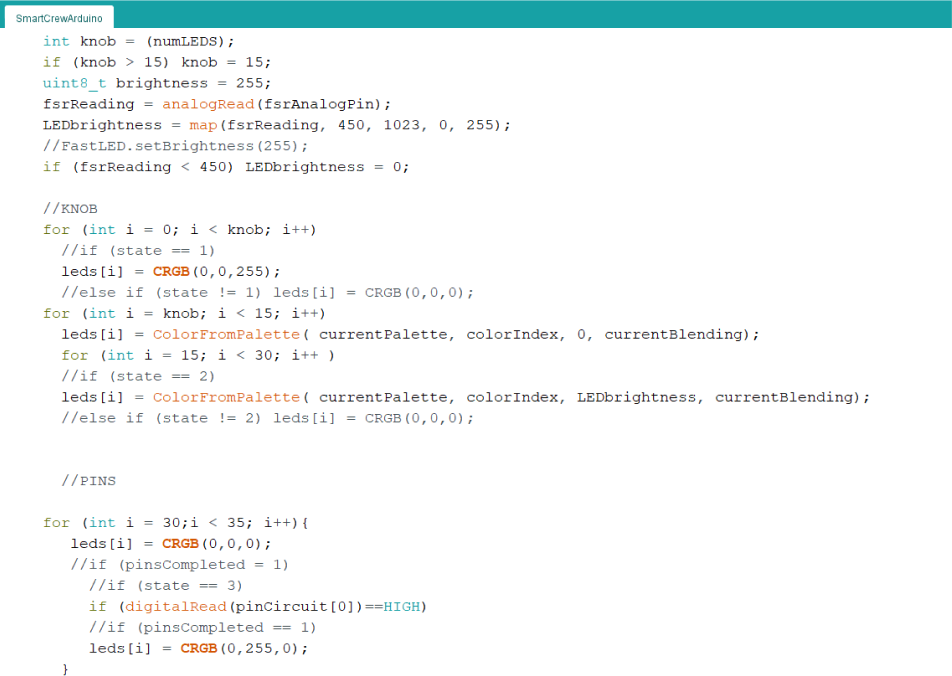 SmartCrewArduino
int knob = (numLEDS);
if (knob > 15) knob = 15;
uint8_t brightness = 255;
fsrReading = analogRead(fsrAnalogPin);
LEDbrightness = map(fsrReading, 450, 1023, 0, 255);
//FastLED.setBrightness(255);
if (fsrReading < 450) LEDbrightness = 0;
//KNOB
for (int i = 0; i < knob; i++)
//if (state == 1)
leds[i] = CRGB(0,0,255);
//else if (state != 1) leds[i] = CRGB(0,0,0);
for (int i = knob; i < 15; i++)
leds[i] = ColorFromPalette( currentPalette, colorIndex, 0, currentBlending);
for (int i = 15; i < 30; i++ )
//if (state == 2)
leds[i] = ColorFromPalette( currentPalette, colorIndex, LEDbrightness, currentBlending);
//else if (state != 2) leds[i] = CRGB(0,0,0);
//PINS
for (int i = 30;i < 35; i++){
leds[i] = CRGB(0,0,0);
//if (pinsCompleted = 1)
//if (state == 3)
if (digitalRead(pinCircuit[0])==HIGH)
//if (pinsCompleted == 1)
leds[i] = CRGB(0,255,0);
}